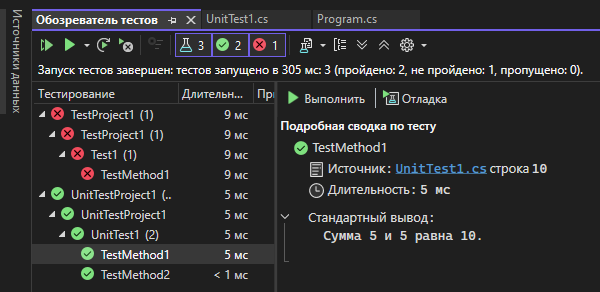 Источники данных
Обозреватель тестов
UnitTest1.cs
Program.cs
3
2
1
Запуск тестов завершен: тестов запущено в 305 мс: 3 (пройдено: 2, не пройдено: 1, пропущено: 0).
Тестирование Длительн... Пр
TestProject1 (1) 9 мс
TestProject1 (1) 9 мс
Test1 (1) 9 мс
TestMethod1 9 мс
UnitTestProject1 (.. 5 мс
UnitTestProject1 5 мс
UnitTest1 (2) 5 мс
TestMethod1 5 мс
TestMethod2 < 1 мс
Выполнить Отладка
Подробная сводка по тесту
TestMethod1
Источник: UnitTest1.cs строка 10
Длительность: 5 мс
Стандартный вывод:
Сумма 5 и 5 равна 10.